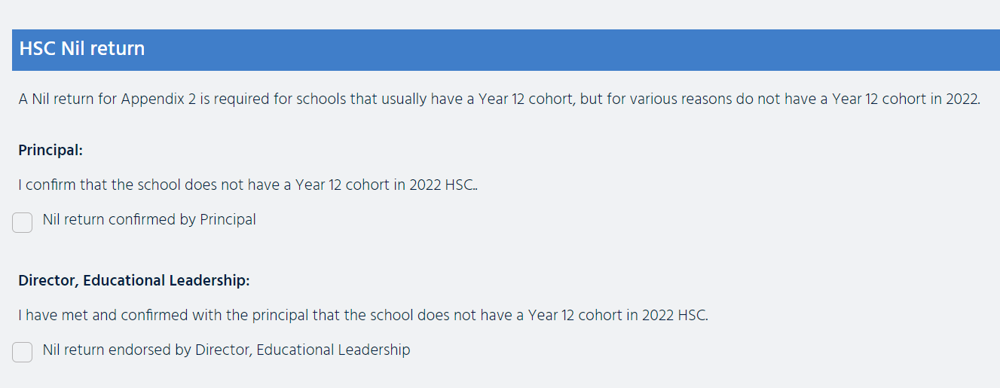 HSC Nil return
A Nil return for Appendix 2 is required for schools that usually have a Year 12 cohort, but for various reasons do not have a Year 12 cohort in 2022.
Principal:
I confirm that the school does not have a Year 12 cohort in 2022 HSC..
Nil return confirmed by Principal
Director, Educational Leadership:
I have met and confirmed with the principal that the school does not have a Year 12 cohort in 2022 HSC.
Nil return endorsed by Director, Educational Leadership